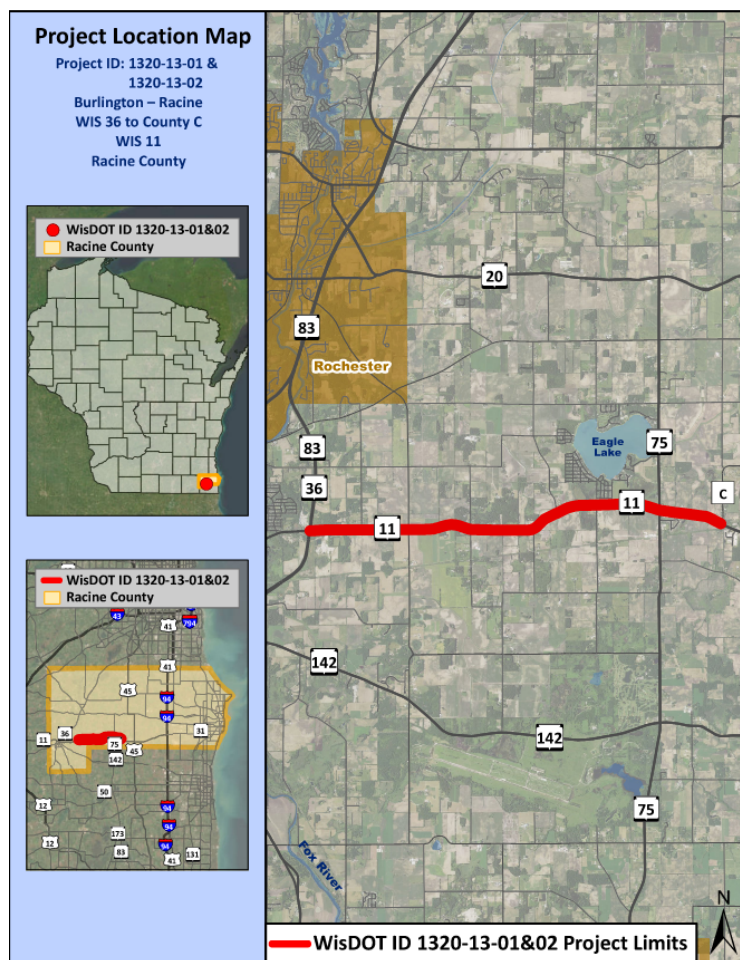 Project Location Map
Project ID: 1320-13-01 &
1320-13-02
Burlington – Racine
WIS 36 to County C
WIS 11
Racine County
WisDOT ID 1320-13-01&02
Racine County
WisDOT ID 1320-13-01&02
Racine County
43
41
794
41
45
94
94
31
36
11
75
45
142
50
12
94
94
173
12
83
94
41
131
20
83
Rochester
83
75
Eagle
Lake
36
C
11
11
142
142
75
Fox River
N
WisDOT ID 1320-13-01&02 Project Limits